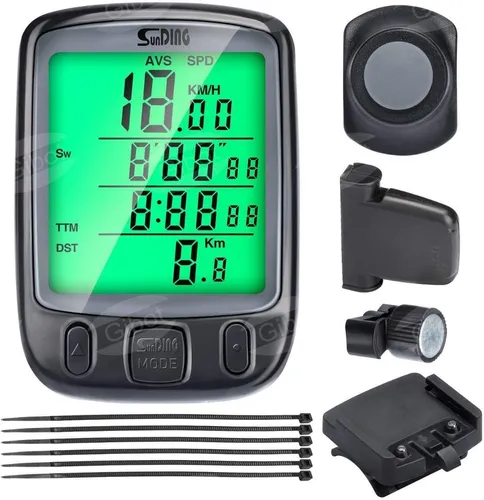 SunDING
AVS SPD
18.00 KM/H
Sw 8'88"88
TTM 8:88 88
DST 8.8 Km
SunDING
MODE